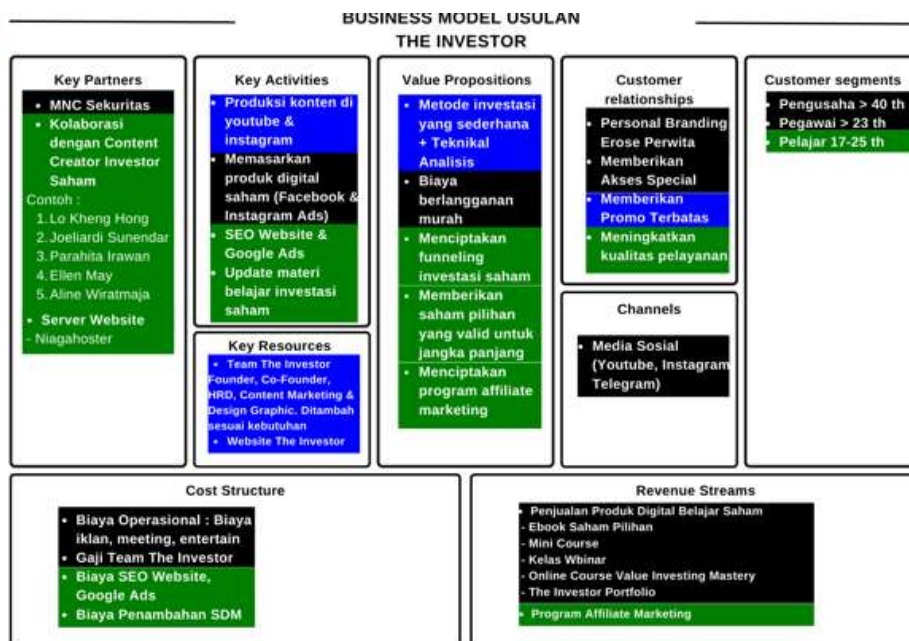 BUSINESS MODEL USULAN
THE INVESTOR
Key Partners
• MNC Sekuritas
• Kolaborasi
dengan Content
Creator Investor
Saham
Contoh :
1. Lo Kheng Hong
2. Joeliardi Sunendar
3. Parahita Irawan
4. Ellen May
5. Aline Wiratmaja
• Server Website
- Niagahoster
Key Activities
• Produksi konten di
youtube &
instagram
• Memasarkan
produk digital
saham (Facebook &
Instagram Ads)
• SEO Website &
Google Ads
• Update materi
belajar investasi
saham
Key Resources
• Team The Investor
Founder, Co-Founder,
HRD, Content Marketing &
Design Graphic. Ditambah
sesuai kebutuhan
• Website The Investor
Value Propositions
• Metode investasi
yang sederhana
+ Teknikal
Analisis
• Biaya
berlangganan
murah
• Menciptakan
funneling
investasi saham
• Memberikan
saham pilihan
yang valid untuk
jangka panjang
• Menciptakan
program affiliate
marketing
Customer
relationships
• Personal Branding
Erose Perwita
• Memberikan
Akses Special
• Memberikan
Promo Terbatas
• Meningkatkan
kualitas pelayanan
Channels
• Media Sosial
(Youtube, Instagram
Telegram)
Customer segments
• Pengusaha > 40 th
• Pegawai > 23 th
• Pelajar 17-25 th
Cost Structure
• Biaya Operasional : Biaya
iklan, meeting, entertain
• Gaji Team The Investor
• Biaya SEO Website,
Google Ads
• Biaya Penambahan SDM
Revenue Streams
• Penjualan Produk Digital Belajar Saham
- Ebook Saham Pilihan
- Mini Course
- Kelas Wbinar
- Online Course Value Investing Mastery
- The Investor Portfolio
• Program Affiliate Marketing